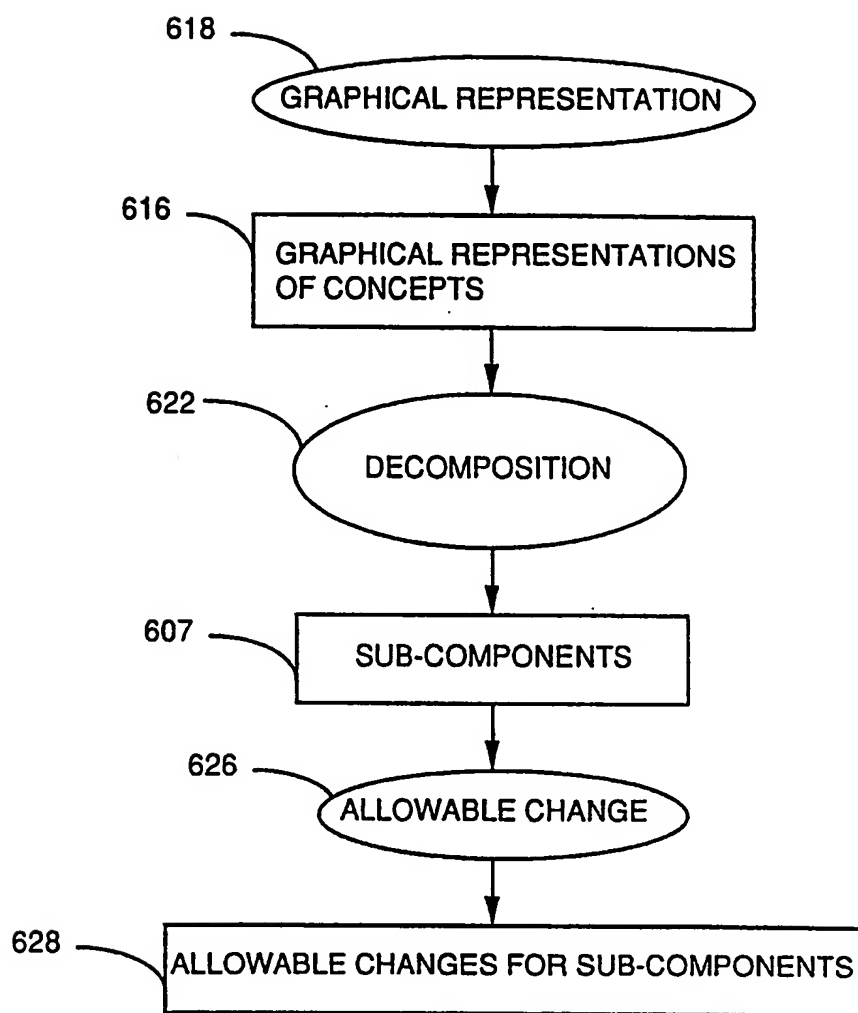 618
GRAPHICAL REPRESENTATION
616
GRAPHICAL REPRESENTATIONS
OF CONCEPTS
622
DECOMPOSITION
607
SUB-COMPONENTS
626
ALLOWABLE CHANGE
628
ALLOWABLE CHANGES FOR SUB-COMPONENTS